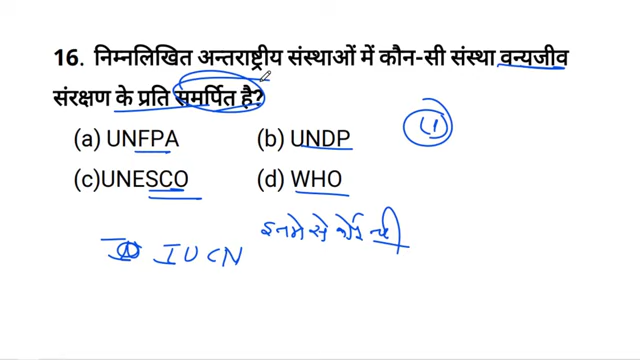 16. निम्नलिखित अन्तराष्ट्रीय संस्थाओं में कौन-सी संस्था वन्यजीव
संरक्षण के प्रति समर्पित है?
(a) UNFPA (b) UNDP
(c)UNESCO (d) WHO
इनमे से कोई नही
IUCN